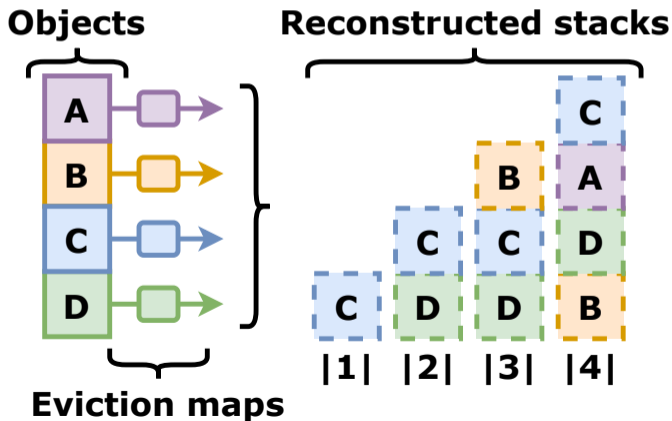 Objects
Reconstructed stacks
A
B
C
D
Eviction maps
C
C
D
B
C
D
C
A
D
B
|1| |2| |3| |4|